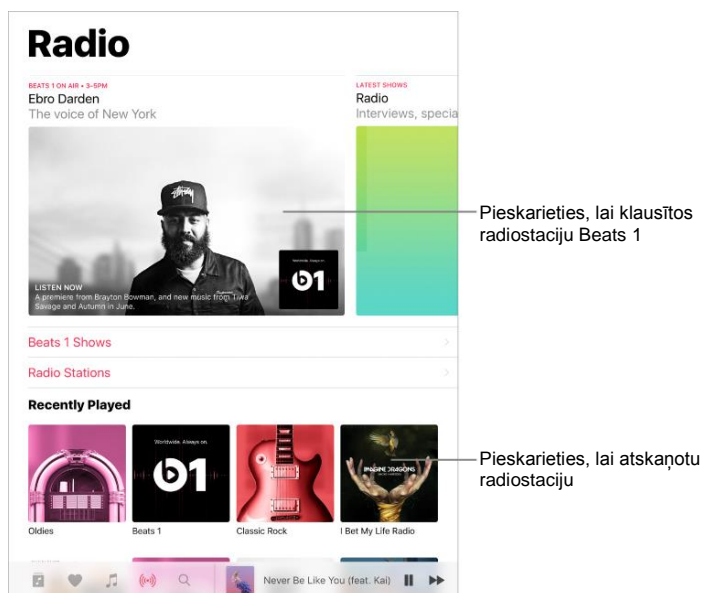 Radio
BEATS 1 ON AIR • 3–5PM
Ebro Darden
The voice of New York
LATEST SHOWS
Radio
Interviews, specia
LISTEN NOW
A premiere from Brayton Bowman, and new music from Tiwa
Savage and Autumn in June.
Worldwide. Always on.
1
Pieskarieties, lai klausītos
radiostaciju Beats 1
Beats 1 Shows
Radio Stations
Recently Played
Worldwide. Always on.
1
IMAGINE DRAGONS
Oldies
Beats 1
Classic Rock
I Bet My Life Radio
Pieskarieties, lai atskaņotu
radiostaciju
Never Be Like You (feat. Kai)